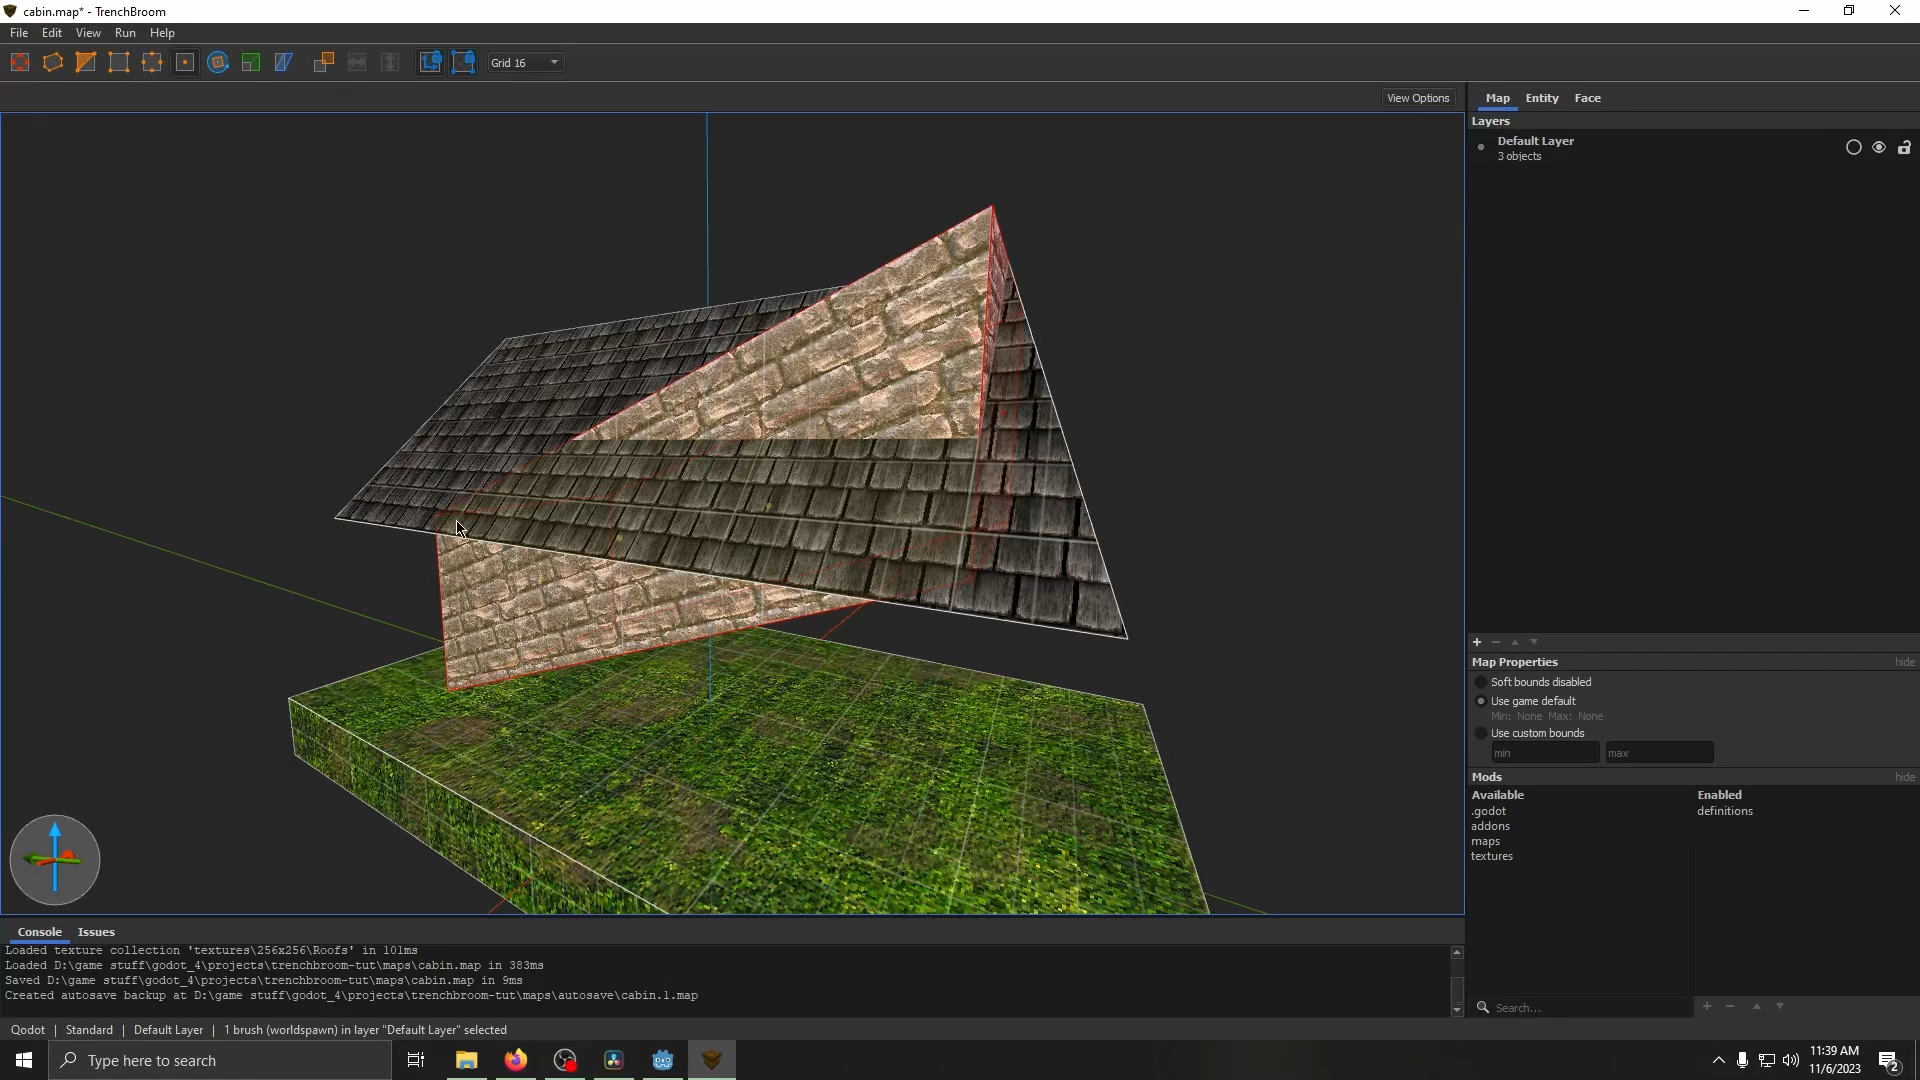 cabin.map* - TrenchBroom
File Edit View Run Help
Grid 16
View Options
Map Entity Face
Layers
Default Layer
3 objects
Map Properties hide
Soft bounds disabled
Use game default
Min: None Max: None
Use custom bounds
min max
Mods hide
Available Enabled
.godot definitions
addons
maps
textures
Search...
Console Issues
Loaded texture collection 'textures\256x256\Roofs' in 101ms
Loaded D:\game stuff\godot_4\projects\trenchbroom-tut\maps\cabin.map in 383ms
Saved D:\game stuff\godot_4\projects\trenchbroom-tut\maps\cabin.map in 9ms
Created autosave backup at D:\game stuff\godot_4\projects\trenchbroom-tut\maps\autosave\cabin.1.map
Qodot | Standard | Default Layer | 1 brush (worldspawn) in layer "Default Layer" selected
Type here to search
11:39 AM
11/6/2023
2